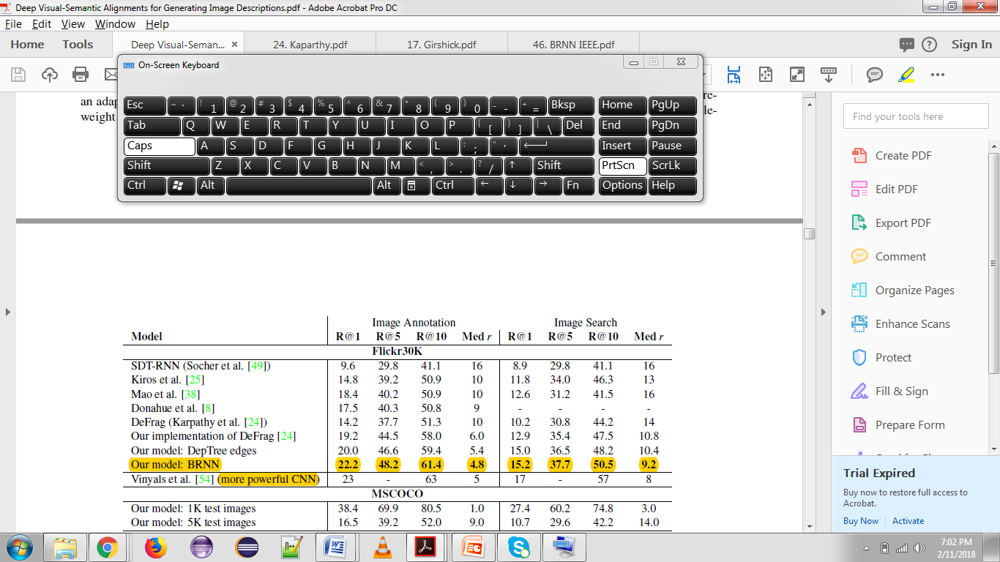 Deep Visual-Semantic Alignments for Generating Image Descriptions.pdf - Adobe Acrobat Pro DC
File Edit View Window Help
Home Tools Deep Visual-Seman... × 24. Kaparthy.pdf 17. Girshick.pdf 46. BRNN IEEE.pdf Sign In
On-Screen Keyboard
an adap
re-
weight
le-
Esc ~ ` ! 1 @ 2 # 3 $ 4 % 5 ^ 6 & 7 * 8 ( 9 ) 0 _ - + = Bksp Home PgUp
Tab Q W E R T Y U I O P { [ } ] | \ Del End PgDn
Caps A S D F G H J K L : ; " ' Insert Pause
Shift Z X C V B N M < , > . ? / ↑ Shift PrtScn ScrLk
Ctrl Alt Alt Ctrl ← ↓ → Fn Options Help
Find your tools here
Create PDF
Edit PDF
Export PDF
Comment
Organize Pages
Enhance Scans
Protect
Fill & Sign
Prepare Form
Trial Expired
Buy now to restore full access to
Acrobat.
Buy Now | Activate
Image Annotation Image Search
Model R@1 R@5 R@10 Med r R@1 R@5 R@10 Med r
Flickr30K
SDT-RNN (Socher et al. [49]) 9.6 29.8 41.1 16 8.9 29.8 41.1 16
Kiros et al. [25] 14.8 39.2 50.9 10 11.8 34.0 46.3 13
Mao et al. [38] 18.4 40.2 50.9 10 12.6 31.2 41.5 16
Donahue et al. [8] 17.5 40.3 50.8 9 - - - -
DeFrag (Karpathy et al. [24]) 14.2 37.7 51.3 10 10.2 30.8 44.2 14
Our implementation of DeFrag [24] 19.2 44.5 58.0 6.0 12.9 35.4 47.5 10.8
Our model: DepTree edges 20.0 46.6 59.4 5.4 15.0 36.5 48.2 10.4
Our model: BRNN 22.2 48.2 61.4 4.8 15.2 37.7 50.5 9.2
Vinyals et al. [54] (more powerful CNN) 23 - 63 5 17 - 57 8
MSCOCO
Our model: 1K test images 38.4 69.9 80.5 1.0 27.4 60.2 74.8 3.0
Our model: 5K test images 16.5 39.2 52.0 9.0 10.7 29.6 42.2 14.0
7:02 PM
2/11/2018